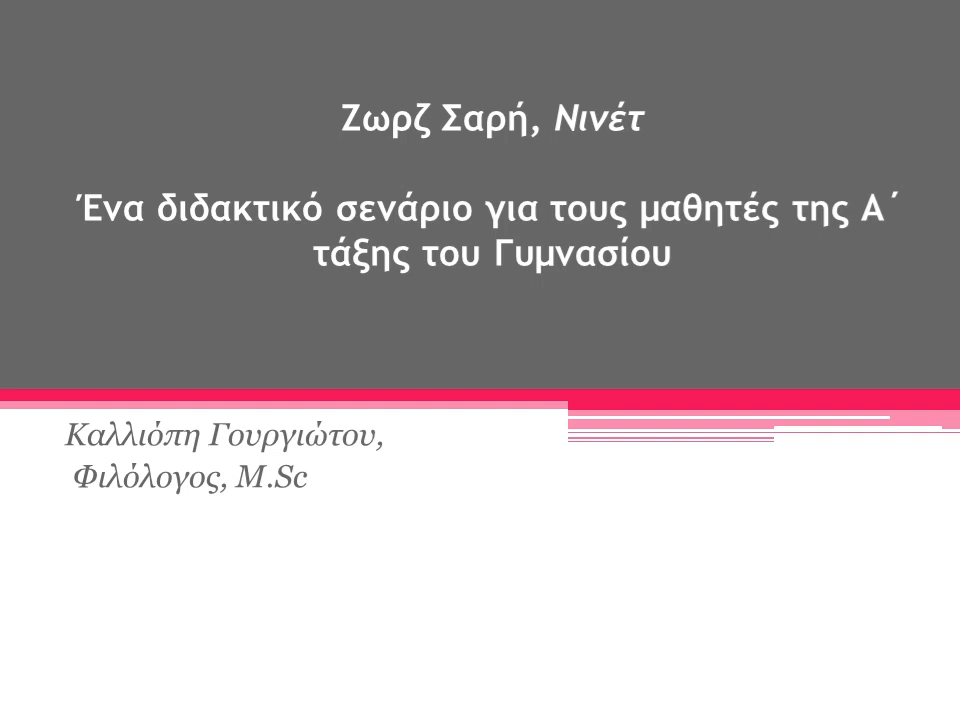 Ζωρζ Σαρή, Νινέτ
Ένα διδακτικό σενάριο για τους μαθητές της Α΄
τάξης του Γυμνασίου
Καλλιόπη Γουργιώτου,
Φιλόλογος, M.Sc